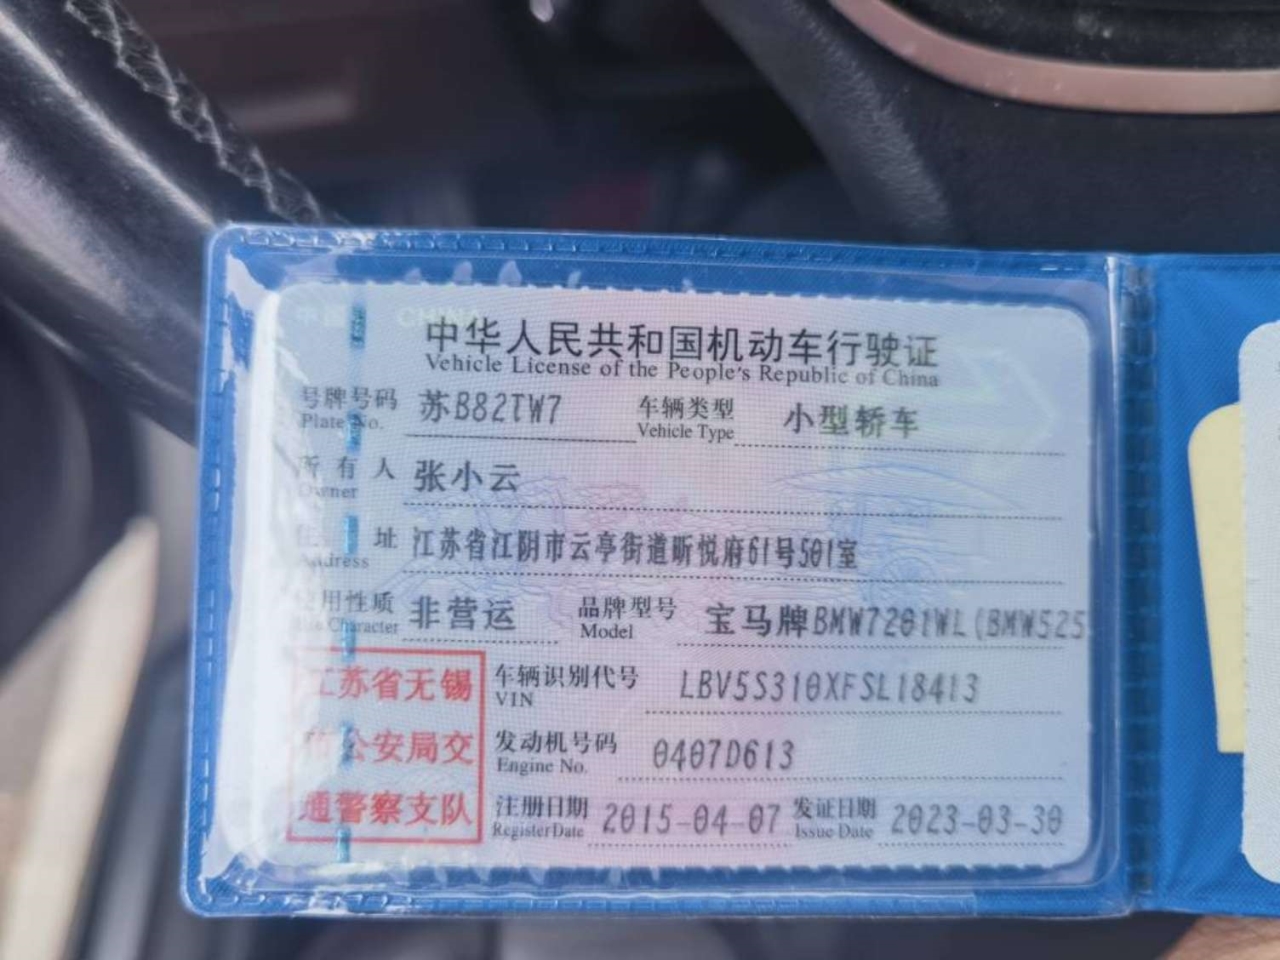 中华人民共和国机动车行驶证
Vehicle License of the People's Republic of China
号牌号码 苏B82TW7 车辆类型 小型轿车
Plate No. Vehicle Type
所有人 张小云
Owner
住址 江苏省江阴市云亭街道昕悦府61号501室
Address
使用性质 非营运 品牌型号 宝马牌BMW7201WL(BMW525
Use Character Model
江苏省无锡
市公安局交
通警察支队
车辆识别代号 LBV5S310XFSL18413
VIN
发动机号码 0407D613
Engine No.
注册日期 2015-04-07 发证日期 2023-03-30
Register Date Issue Date